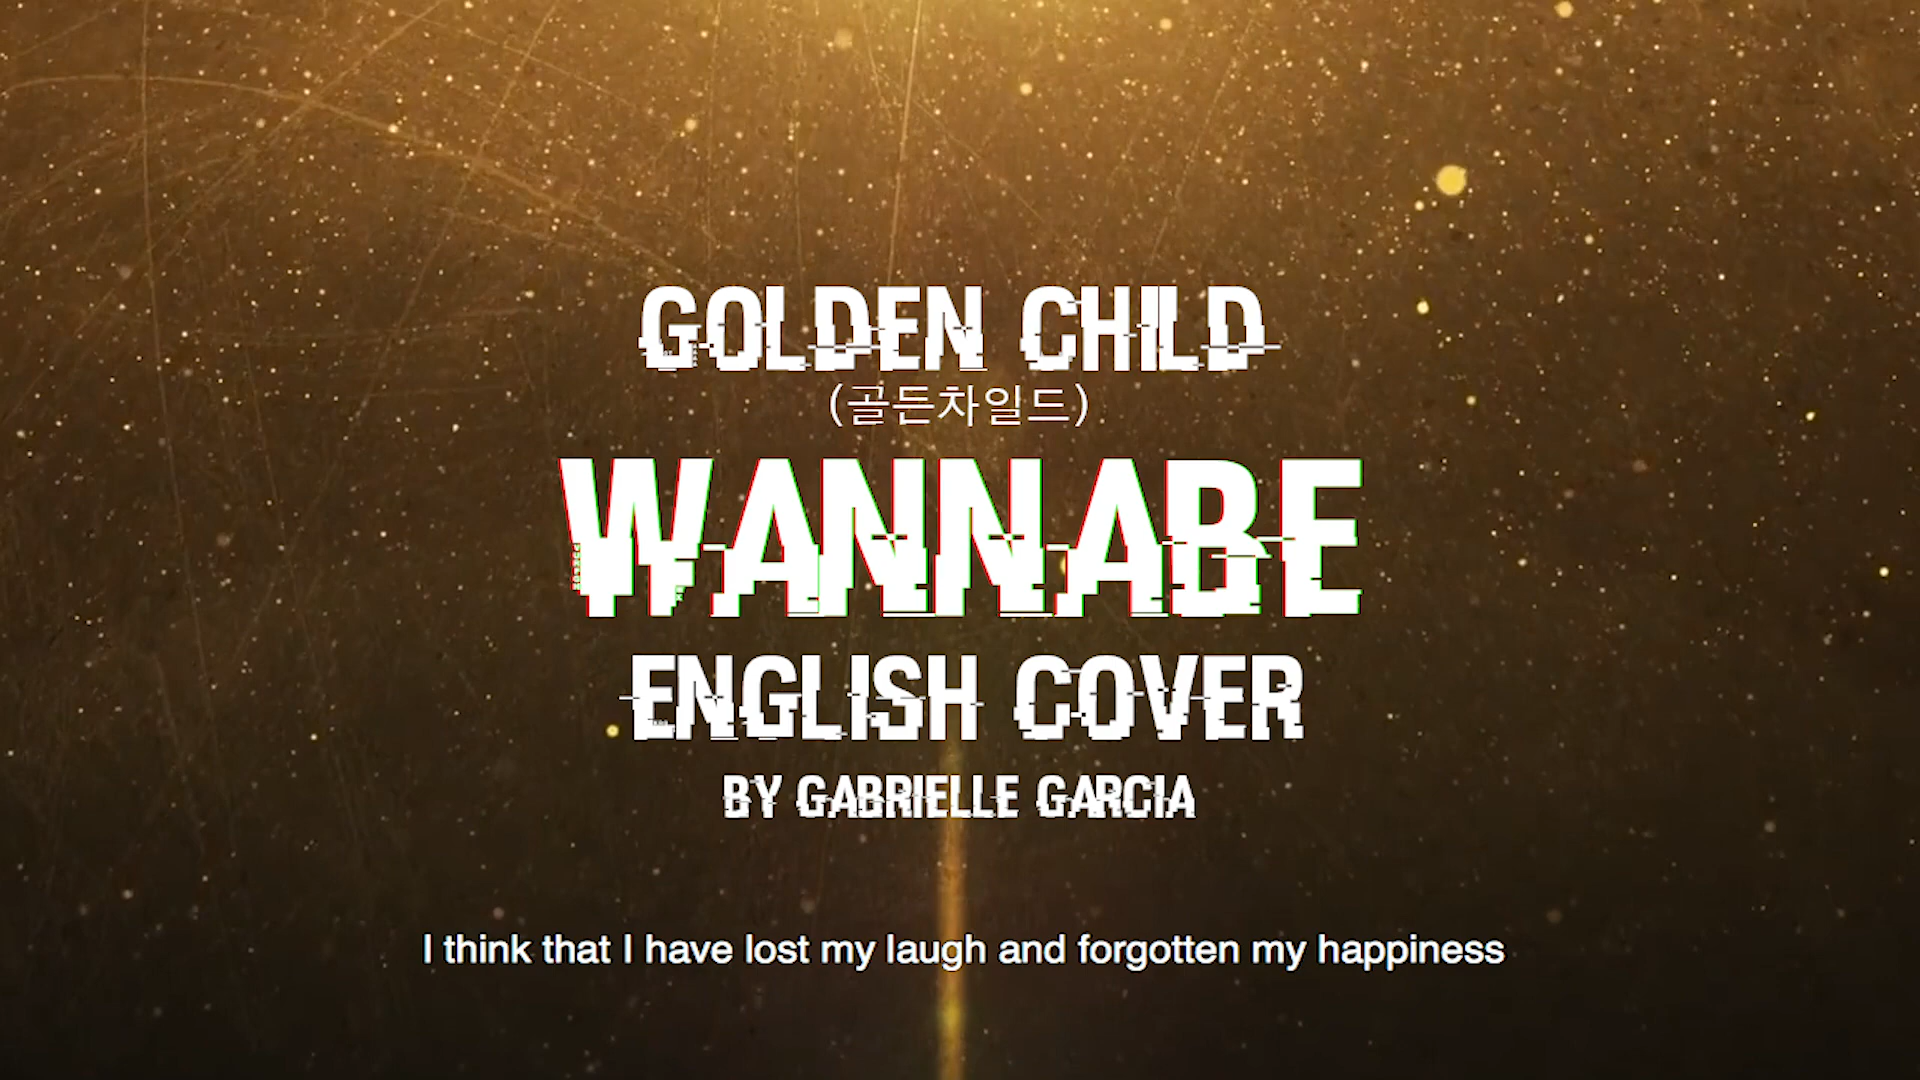 GOLDEN CHILD
(골든차일드)
WANNABE
ENGLISH COVER
BY GABRIELLE GARCIA
I think that I have lost my laugh and forgotten my happiness